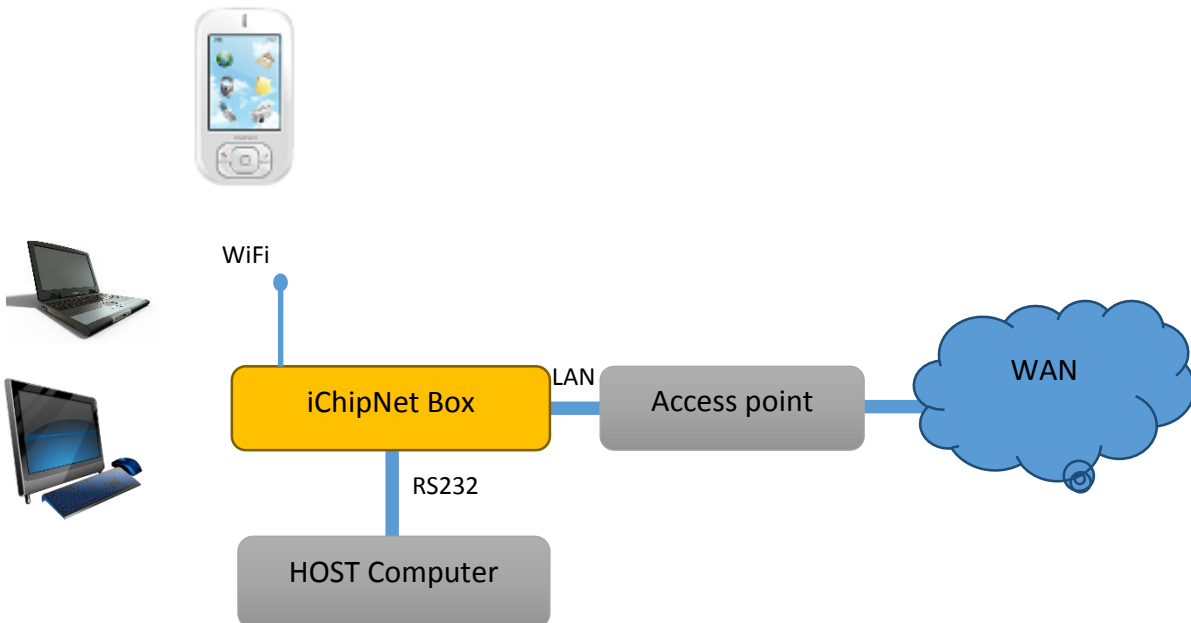 WiFi
iChipNet Box
LAN
Access point
WAN
RS232
HOST Computer